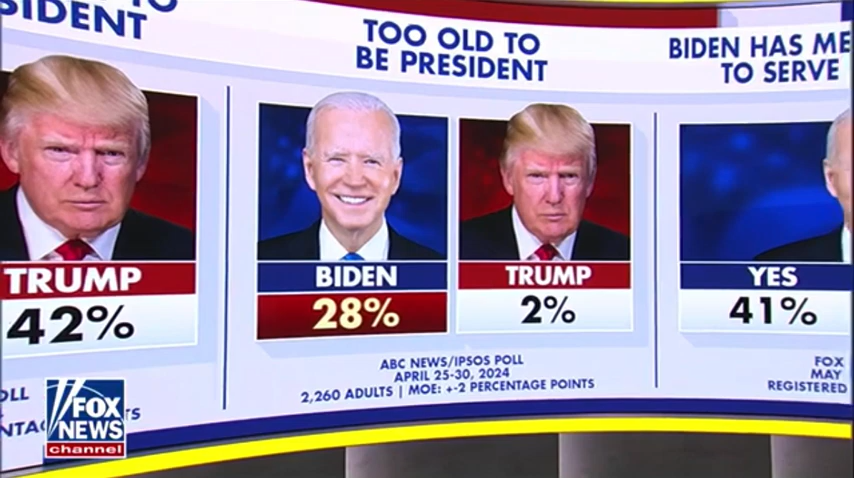 SIDENT
TRUMP
42%
TOO OLD TO
BE PRESIDENT
BIDEN
28%
TRUMP
2%
ABC NEWS/IPSOS POLL
APRIL 25-30, 2024
2,260 ADULTS | MOE: +-2 PERCENTAGE POINTS
BIDEN HAS ME
TO SERVE
YES
41%
FOX
MAY
REGISTERED
FOX
NEWS
channel